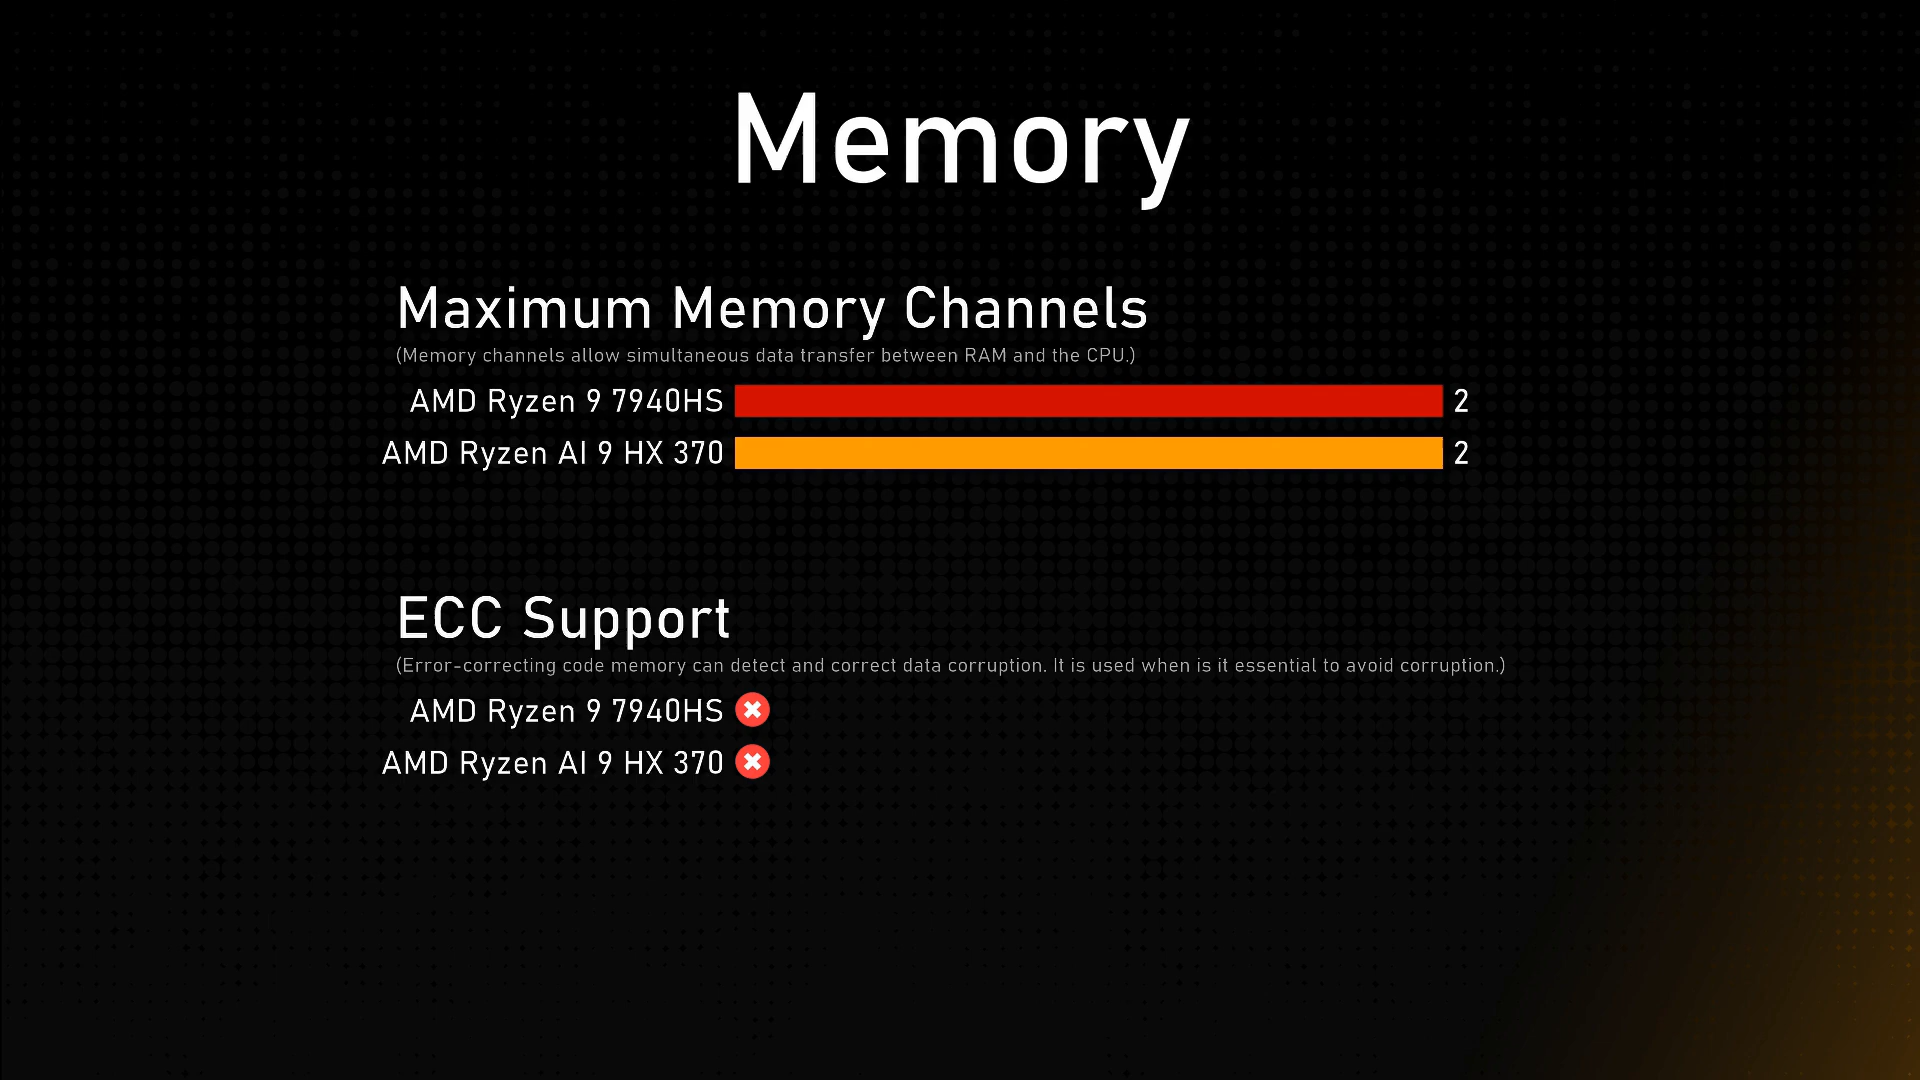 Memory
Maximum Memory Channels
(Memory channels allow simultaneous data transfer between RAM and the CPU.)
AMD Ryzen 9 7940HS 2
AMD Ryzen AI 9 HX 370 2
ECC Support
(Error-correcting code memory can detect and correct data corruption. It is used when is it essential to avoid corruption.)
AMD Ryzen 9 7940HS
AMD Ryzen AI 9 HX 370